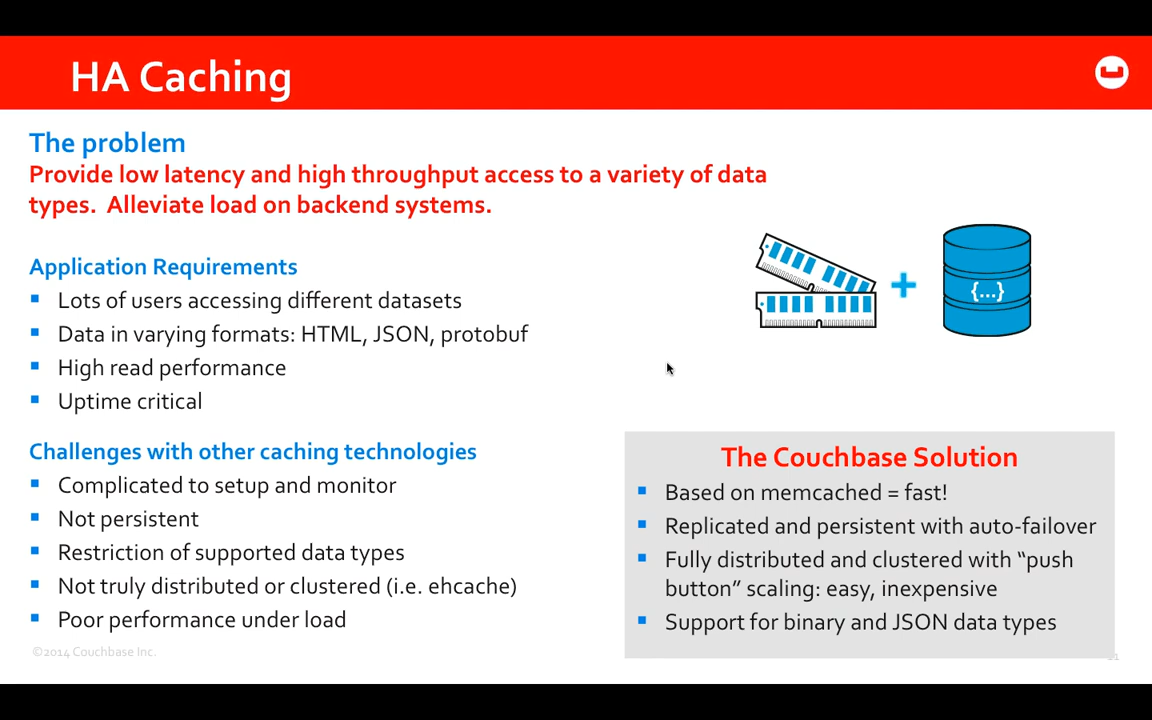 HA Caching
The problem
Provide low latency and high throughput access to a variety of data
types.  Alleviate load on backend systems.
Application Requirements
Lots of users accessing different datasets
Data in varying formats: HTML, JSON, protobuf
High read performance
Uptime critical
{...}
Challenges with other caching technologies
Complicated to setup and monitor
Not persistent
Restriction of supported data types
Not truly distributed or clustered (i.e. ehcache)
Poor performance under load
The Couchbase Solution
Based on memcached = fast!
Replicated and persistent with auto-failover
Fully distributed and clustered with “push
button” scaling: easy, inexpensive
Support for binary and JSON data types
©2014 Couchbase Inc.